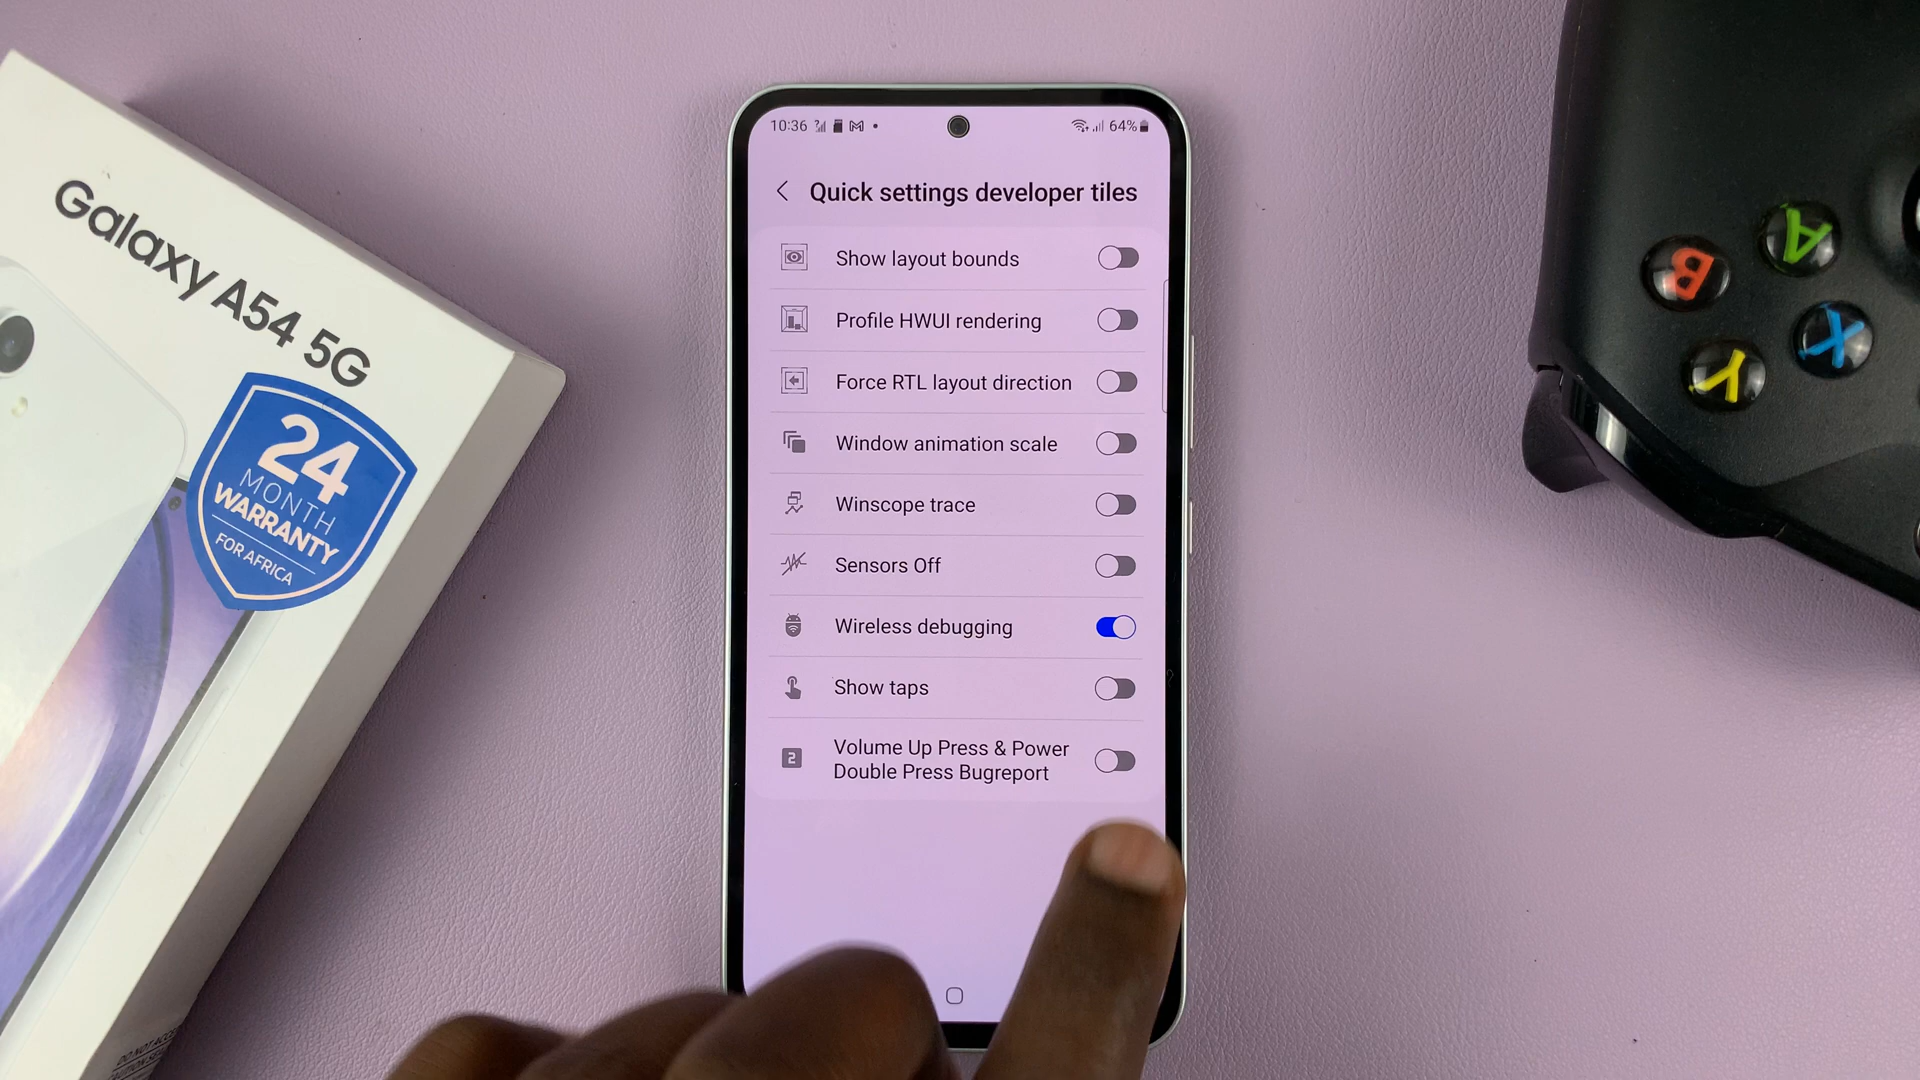 Galaxy A54 5G
24
MONTH
WARRANTY
FOR AFRICA
10:36
64%
Quick settings developer tiles
Show layout bounds
Profile HWUI rendering
Force RTL layout direction
Window animation scale
Winscope trace
Sensors Off
Wireless debugging
Show taps
2
Volume Up Press & Power
Double Press Bugreport
A
B
X
Y